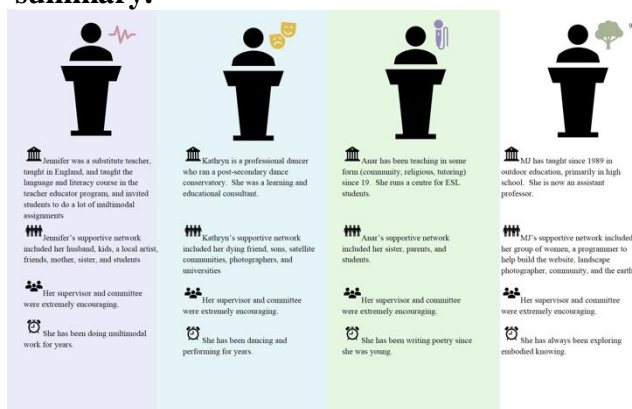 summary.
9
Jennifer was a substitute teacher,
taught in England, and taught the
language and literacy course in the
teacher educator program, and invited
students to do a lot of multimodal
assignments
Jennifer's supportive network
included her husband, kids, a local artist,
friends, mother, sister, and students
Her supervisor and committee
were extremely encouraging.
She has been doing multimodal
work for years.
Kathryn is a professional dancer
who ran a post-secondary dance
conservatory. She was a learning and
educational consultant.
Kathryn's supportive network
included her dying friend, sons, satellite
communities, photographers, and
universities
Her supervisor and committee
were extremely encouraging.
She has been dancing and
performing for years.
Anar has been teaching in some
form (community, religious, tutoring)
since 19. She runs a centre for ESL
students.
Anar's supportive network
included her sister, parents, and
students.
Her supervisor and committee
were extremely encouraging.
She has been writing poetry since
she was young.
MJ has taught since 1989 in
outdoor education, primarily in high
school. She is now an assistant
professor.
MJ's supportive network included
her group of women, a programmer to
help build the website, landscape
photographer, community, and the earth
Her supervisor and committee
were extremely encouraging.
She has always been exploring
embodied knowing.